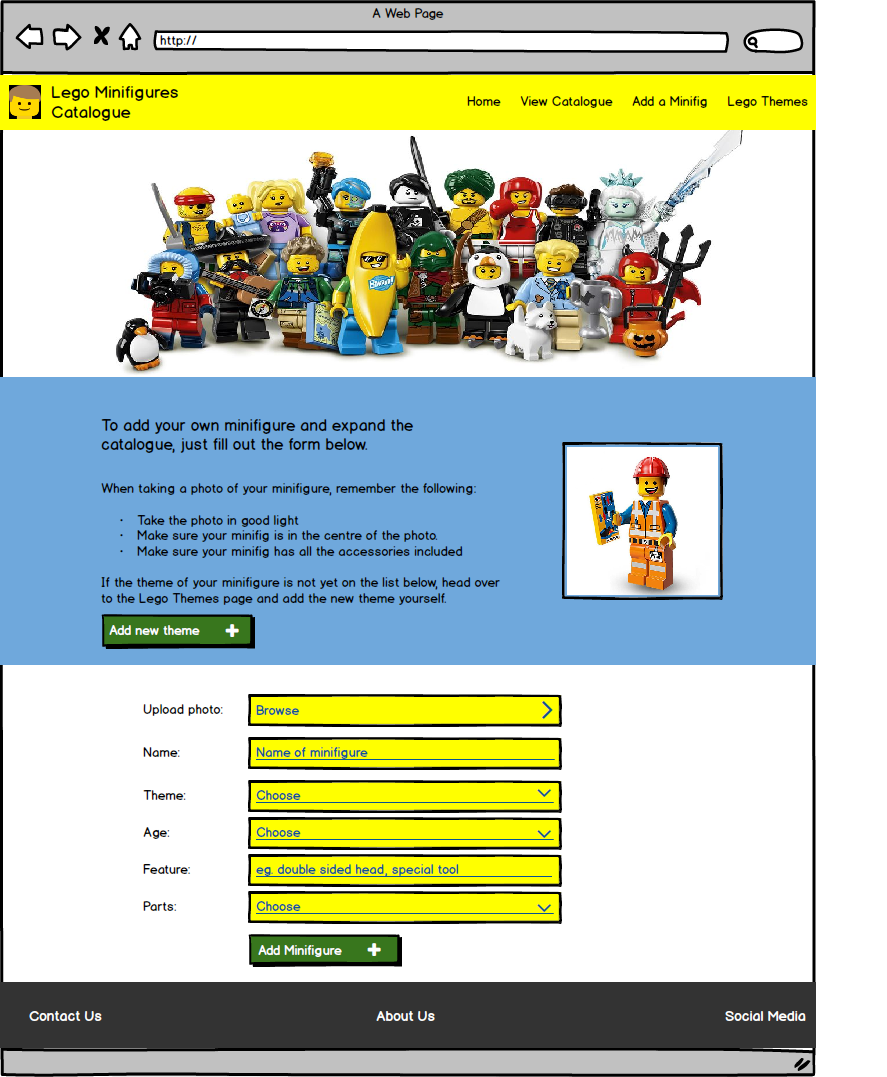 A Web Page
http://
Lego Minifigures
Catalogue
Home View Catalogue Add a Minifig Lego Themes
To add your own minifigure and expand the
catalogue, just fill out the form below.
When taking a photo of your minifigure, remember the following:
· Take the photo in good light
· Make sure your minifig is in the centre of the photo.
· Make sure your minifig has all the accessories included
If the theme of your minifigure is not yet on the list below, head over
to the Lego Themes page and add the new theme yourself.
Add new theme
Upload photo: Browse
Name: Name of minifigure
Theme: Choose
Age: Choose
Feature: eg. double sided head, special tool
Parts: Choose
Add Minifigure
Contact Us About Us Social Media